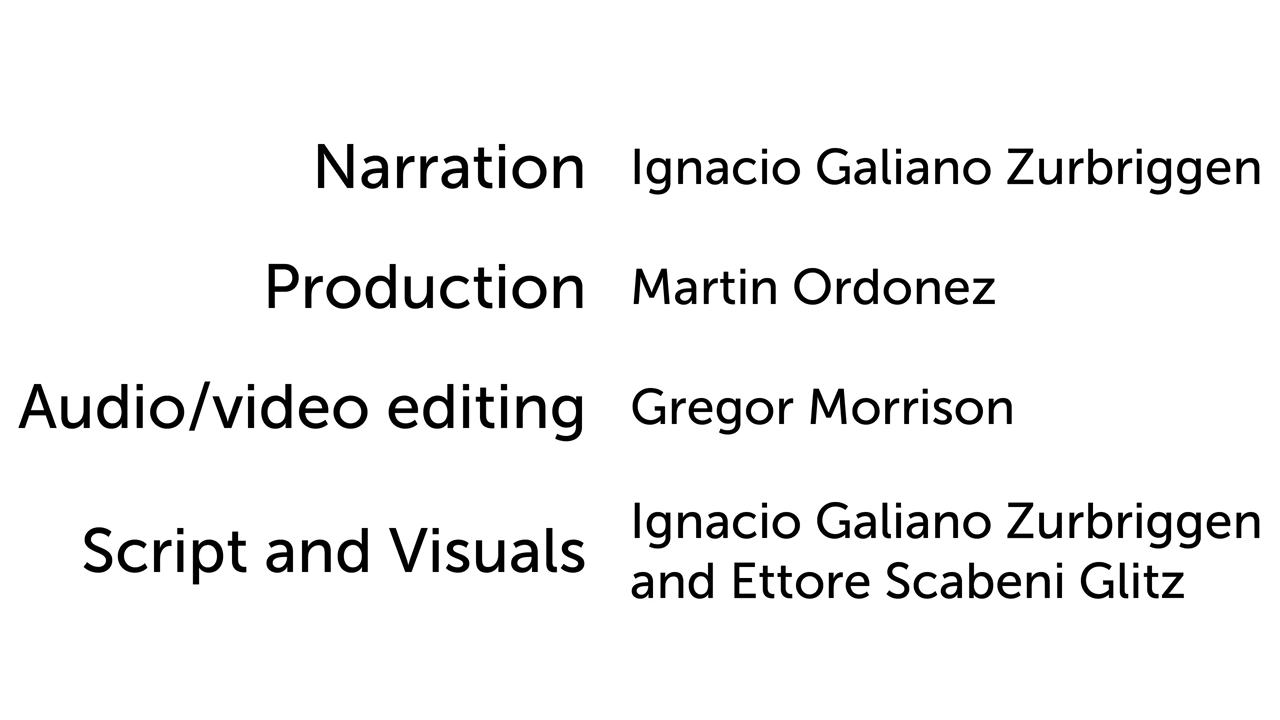 Narration Ignacio Galiano Zurbriggen
Production Martin Ordonez
Audio/video editing Gregor Morrison
Script and Visuals Ignacio Galiano Zurbriggen
and Ettore Scabeni Glitz